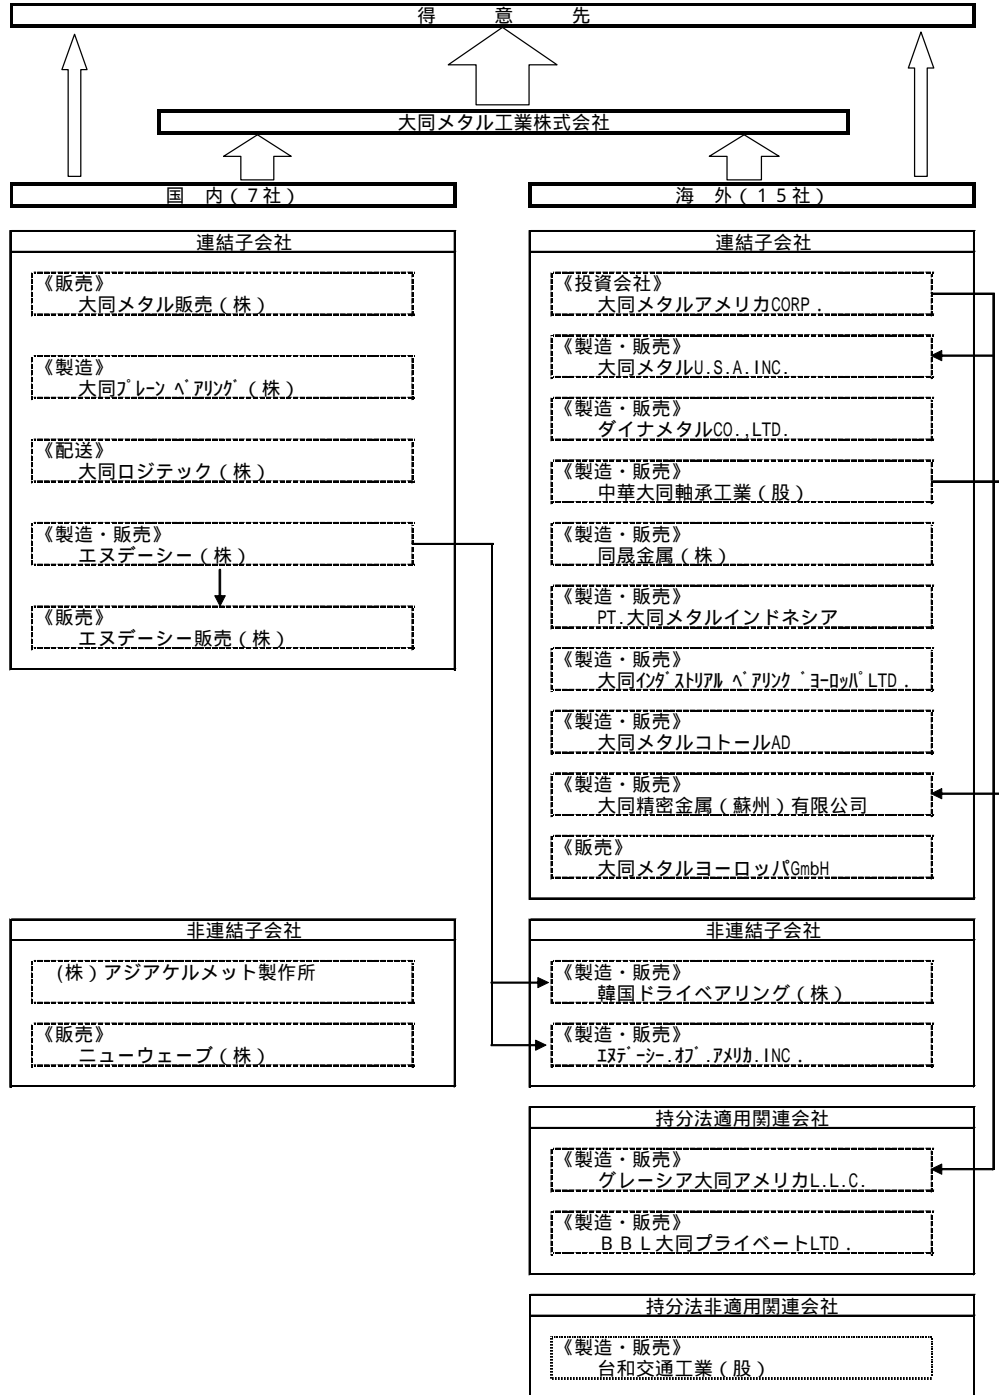 得　意　先
大同メタル工業株式会社
国　内(７社)
連結子会社
《販売》
大同メタル販売(株)
《製造》
大同ﾌﾟﾚｰﾝ ﾍﾞｱﾘﾝｸﾞ(株)
《配送》
大同ロジテック(株)
《製造・販売》
エヌデーシー(株)
《販売》
エヌデーシー販売(株)
非連結子会社
(株)アジアケルメット製作所
《販売》
ニューウェーブ(株)
海　外(１５社)
連結子会社
《投資会社》
大同メタルアメリカCORP.
《製造・販売》
大同メタルU.S.A.INC.
《製造・販売》
ダイナメタルCO.,LTD.
《製造・販売》
中華大同軸承工業(股)
《製造・販売》
同晟金属(株)
《製造・販売》
PT.大同メタルインドネシア
《製造・販売》
大同ｲﾝﾀﾞｽﾄﾘｱﾙ ﾍﾞｱﾘﾝｸﾞ ﾖｰﾛｯﾊﾟLTD.
《製造・販売》
大同メタルコトールAD
《製造・販売》
大同精密金属(蘇州)有限公司
《販売》
大同メタルヨーロッパGmbH
非連結子会社
《製造・販売》
韓国ドライベアリング(株)
《製造・販売》
ｴﾇﾃﾞｰｼｰ.ｵﾌﾞ.ｱﾒﾘｶ.INC.
持分法適用関連会社
《製造・販売》
グレーシア大同アメリカL.L.C.
《製造・販売》
ＢＢＬ大同プライベートLTD.
持分法非適用関連会社
《製造・販売》
台和交通工業(股)